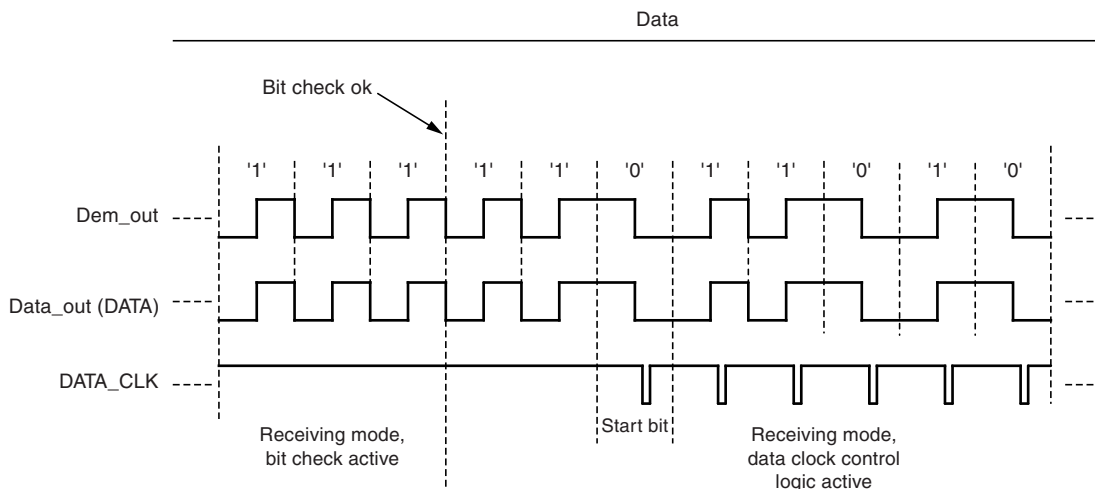 Data
Bit check ok
'1' '1' '1' '1' '1' '0' '1' '1' '0' '1' '0'
Dem_out
Data_out (DATA)
DATA_CLK
Start bit
Receiving mode,
bit check active
Receiving mode,
data clock control
logic active